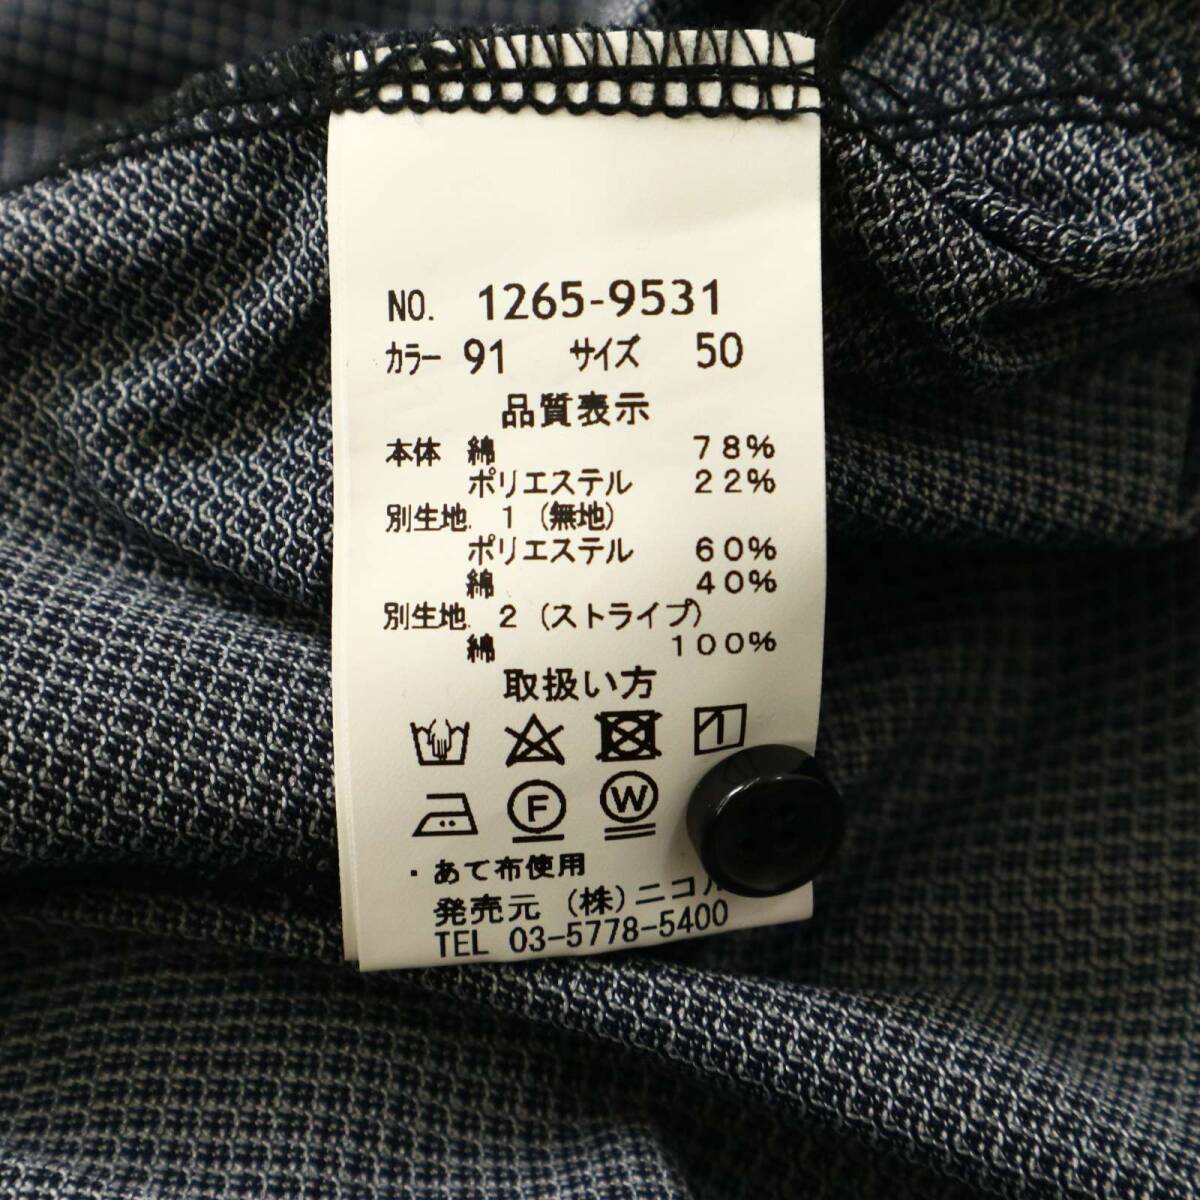 NO. 1265-9531
カラー 91 サイズ 50
品質表示
本体 綿 78%
ポリエステル 22%
別生地. 1 (無地)
ポリエステル 60%
綿 40%
別生地. 2 (ストライプ)
綿 100%
取扱い方
F W
・あて布使用
発売元 (株)ニコル
TEL 03-5778-5400